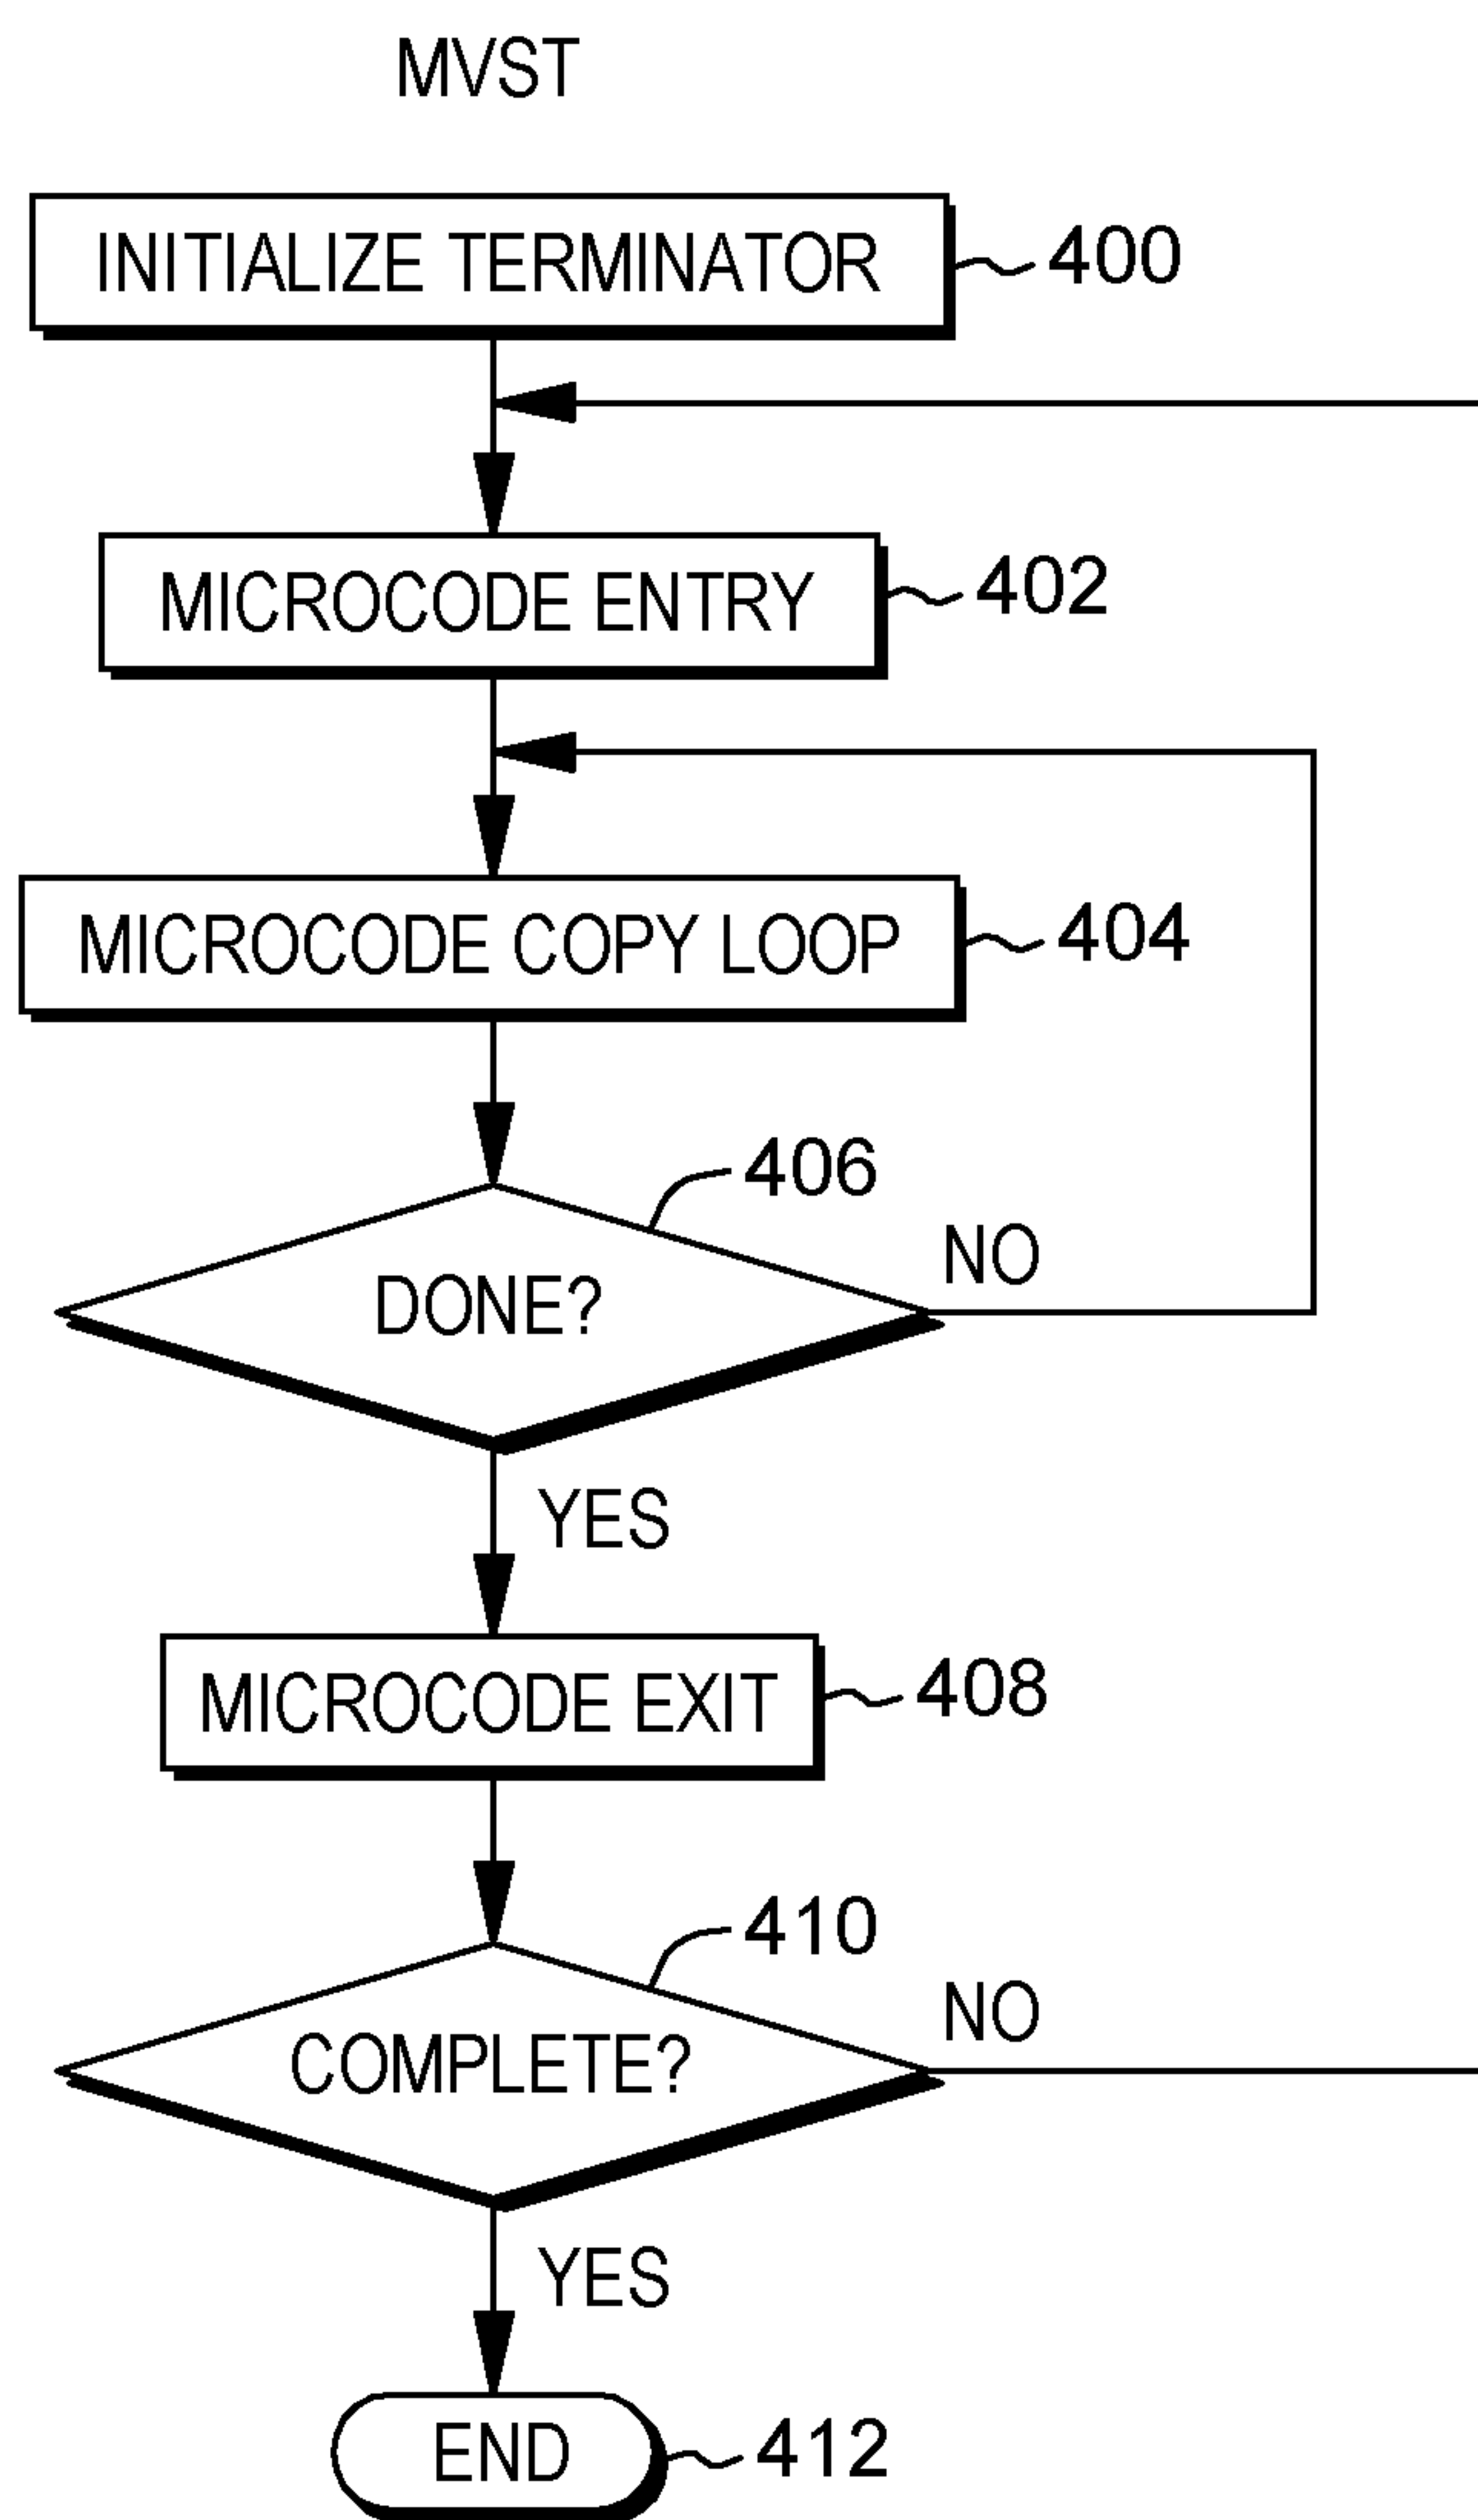 MVST
INITIALIZE TERMINATOR
400
MICROCODE ENTRY
402
MICROCODE COPY LOOP
404
406
DONE?
NO
YES
MICROCODE EXIT
408
410
COMPLETE?
NO
YES
END
412